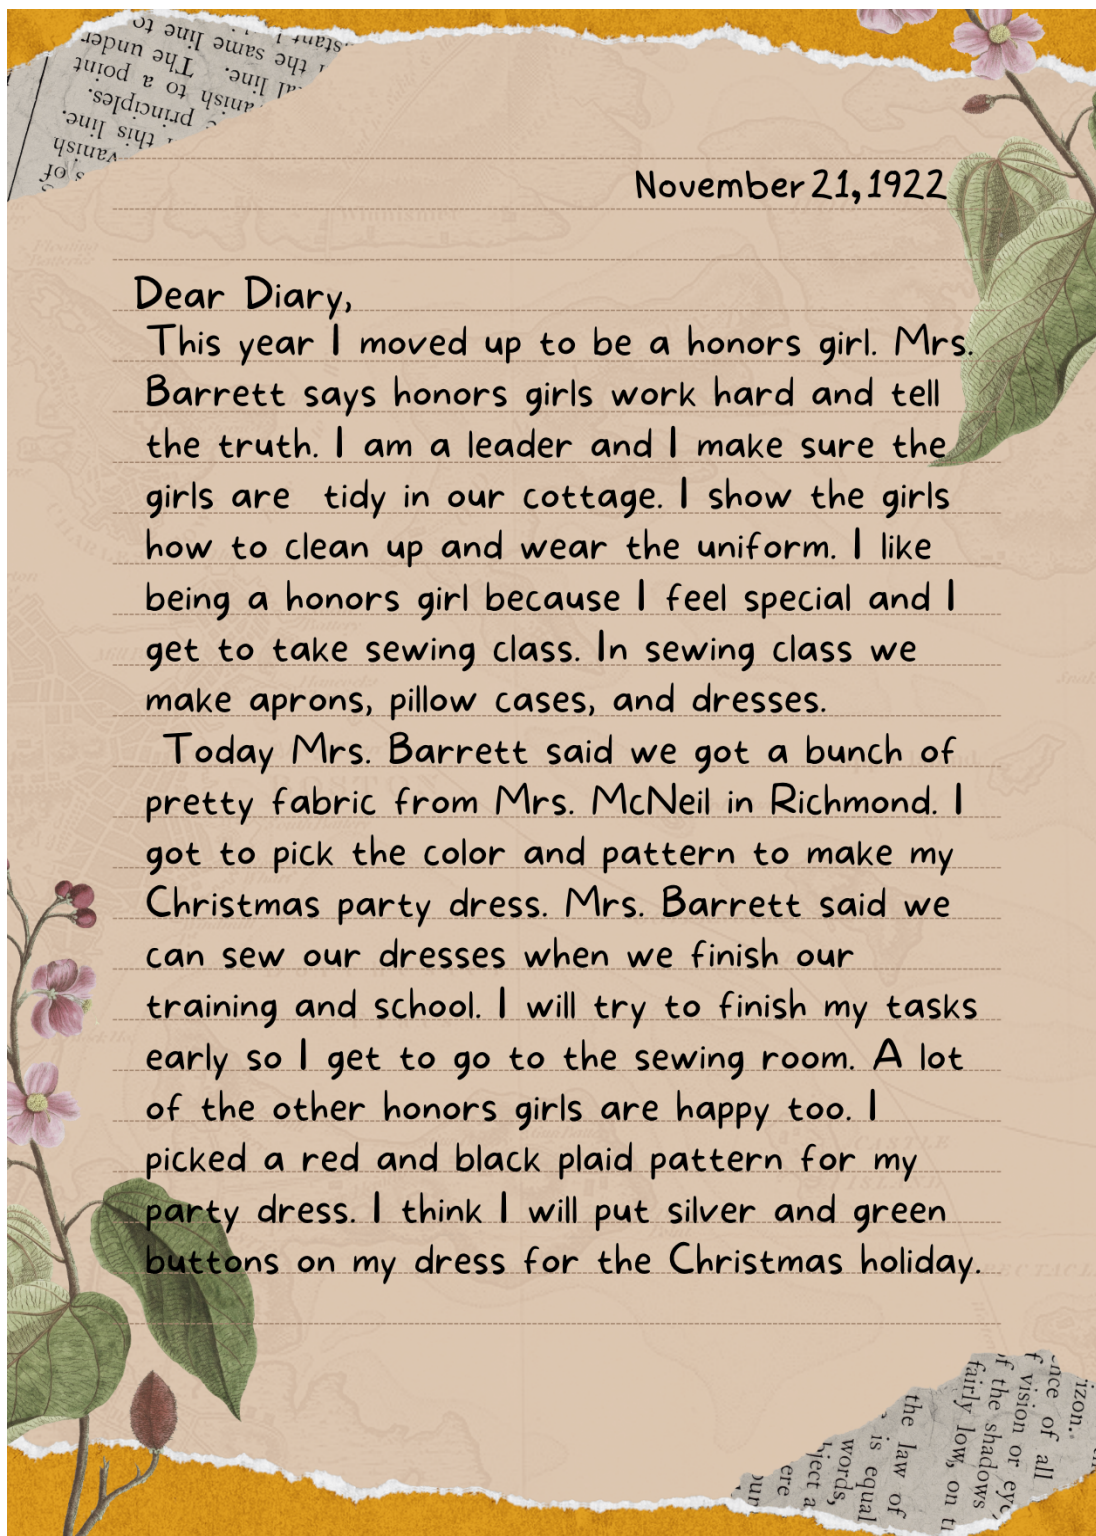 November 21, 1922
Dear Diary,
This year I moved up to be a honors girl. Mrs.
Barrett says honors girls work hard and tell
the truth. I am a leader and I make sure the
girls are tidy in our cottage. I show the girls
how to clean up and wear the uniform. I like
being a honors girl because I feel special and I
get to take sewing class. In sewing class we
make aprons, pillow cases, and dresses.
Today Mrs. Barrett said we got a bunch of
pretty fabric from Mrs. McNeil in Richmond. I
got to pick the color and pattern to make my
Christmas party dress. Mrs. Barrett said we
can sew our dresses when we finish our
training and school. I will try to finish my tasks
early so I get to go to the sewing room. A lot
of the other honors girls are happy too. I
picked a red and black plaid pattern for my
party dress. I think I will put silver and green
buttons on my dress for the Christmas holiday.